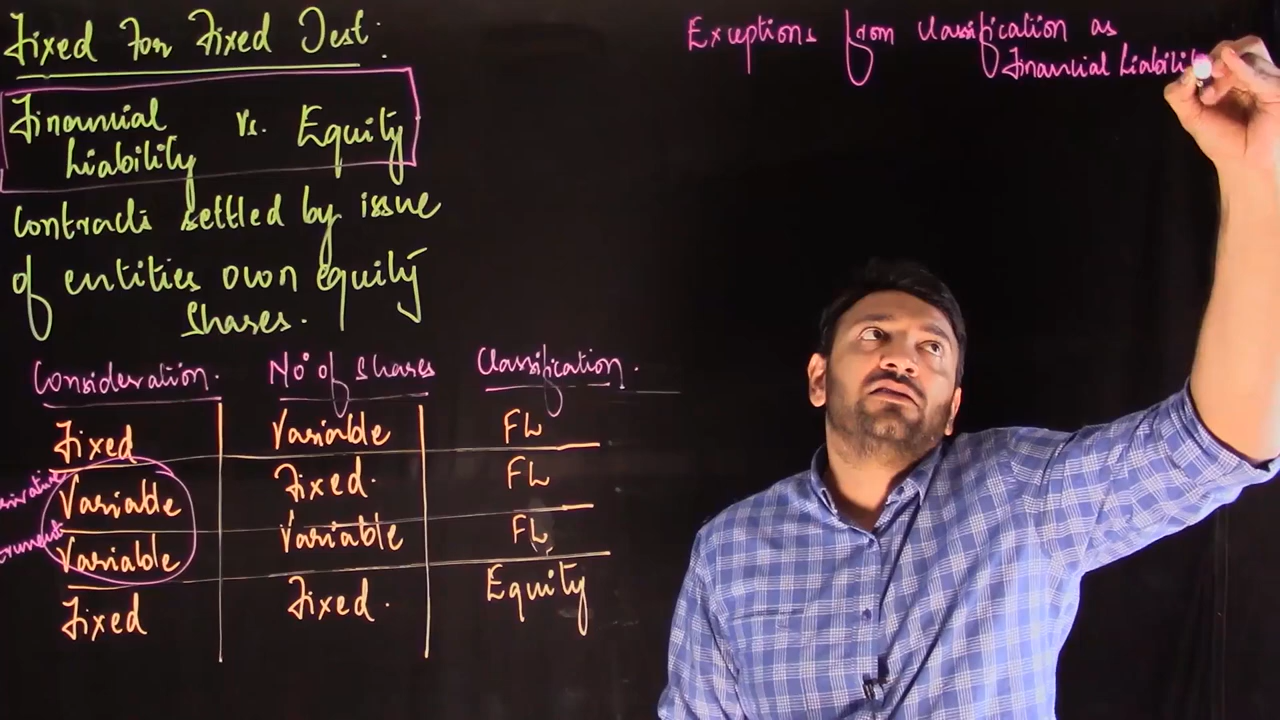 Fixed For Fixed Test:
Financial Liability vs. Equity
Contracts settled by issue
of entities own equity
shares.
Consideration. No of Shares Classification.
Fixed Variable FL
Variable Fixed. FL
Variable Variable FL
Fixed Fixed. Equity
Exceptions from Classification as
Financial Liability